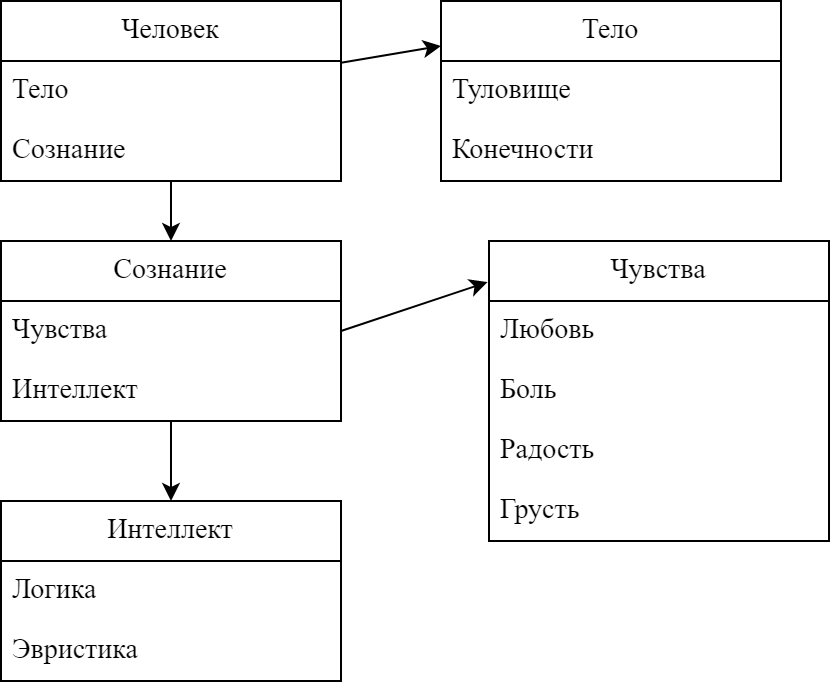 Человек
Тело
Сознание
Тело
Туловище
Конечности
Сознание
Чувства
Интеллект
Чувства
Любовь
Боль
Радость
Грусть
Интеллект
Логика
Эвристика